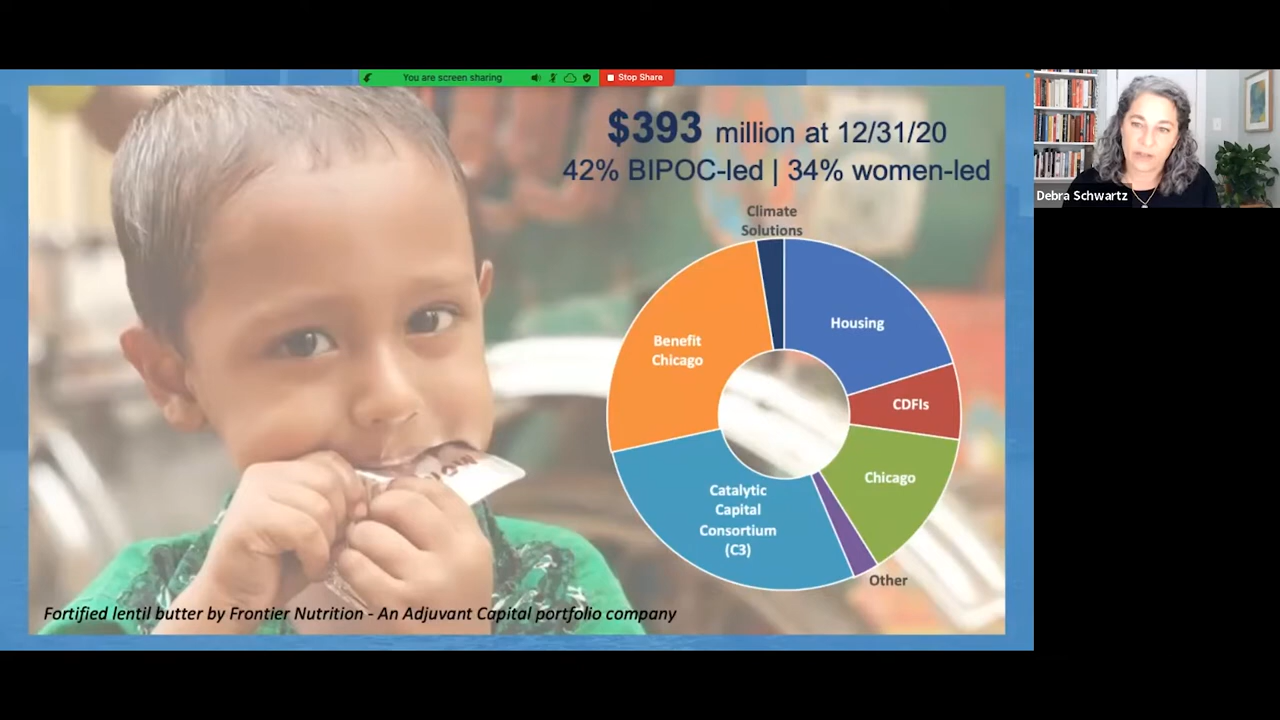 You are screen sharing
Stop Share
$393 million at 12/31/20
42% BIPOC-led | 34% women-led
Debra Schwartz
Climate
Solutions
Housing
Benefit
Chicago
CDFIs
Chicago
Catalytic
Capital
Consortium
(C3)
Other
Fortified lentil butter by Frontier Nutrition - An Adjuvant Capital portfolio company